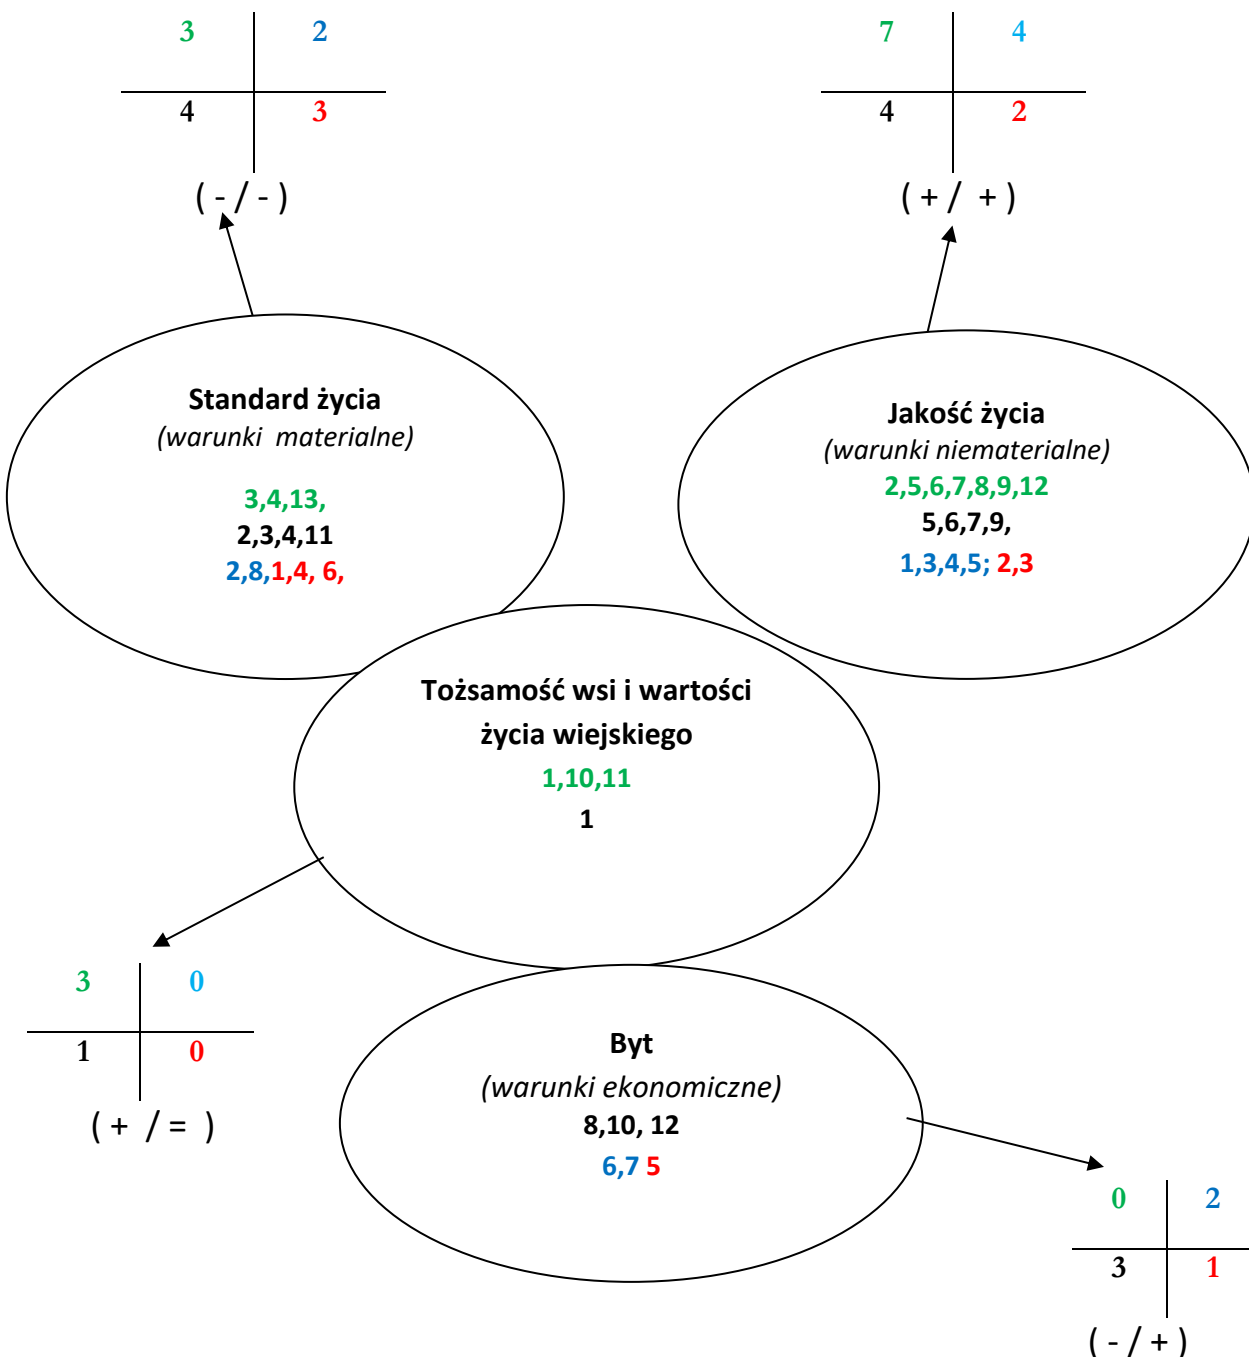 3 2
4 3
( - / - )
7 4
4 2
( + / + )
Standard życia
(warunki materialne)
3,4,13,
2,3,4,11
2,8,1,4, 6,
Jakość życia
(warunki niematerialne)
2,5,6,7,8,9,12
5,6,7,9,
1,3,4,5; 2,3
Tożsamość wsi i wartości
życia wiejskiego
1,10,11
1
3 0
1 0
( + / = )
Byt
(warunki ekonomiczne)
8,10, 12
6,7 5
0 2
3 1
( - / + )